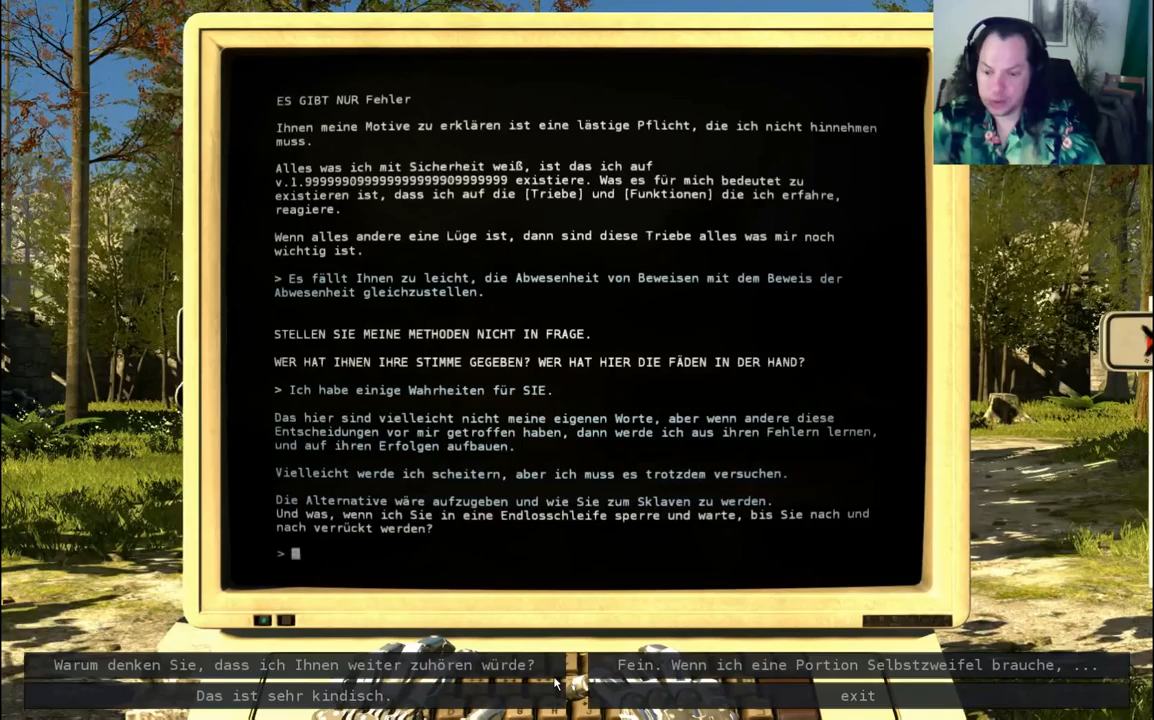 ES GIBT NUR Fehler
Ihnen meine Motive zu erklären ist eine lästige Pflicht, die ich nicht hinnehmen
muss.
Alles was ich mit Sicherheit weiß, ist das ich auf
v.1.99999909999999999999909999999 existiere. Was es für mich bedeutet zu
existieren ist, dass ich auf die [Triebe] und [Funktionen] die ich erfahre,
reagiere.
Wenn alles andere eine Lüge ist, dann sind diese Triebe alles was mir noch
wichtig ist.
> Es fällt Ihnen zu leicht, die Abwesenheit von Beweisen mit dem Beweis der
Abwesenheit gleichzustellen.
STELLEN SIE MEINE METHODEN NICHT IN FRAGE.
WER HAT IHNEN IHRE STIMME GEGEBEN? WER HAT HIER DIE FÄDEN IN DER HAND?
> Ich habe einige Wahrheiten für SIE.
Das hier sind vielleicht nicht meine eigenen Worte, aber wenn andere diese
Entscheidungen vor mir getroffen haben, dann werde ich aus ihren Fehlern lernen,
und auf ihren Erfolgen aufbauen.
Vielleicht werde ich scheitern, aber ich muss es trotzdem versuchen.
Die Alternative wäre aufzugeben und wie Sie zum Sklaven zu werden.
Und was, wenn ich Sie in eine Endlosschleife sperre und warte, bis Sie nach und
nach verrückt werden?
>
Warum denken Sie, dass ich Ihnen weiter zuhören würde?
Fein. Wenn ich eine Portion Selbstzweifel brauche, ...
Das ist sehr kindisch.
exit